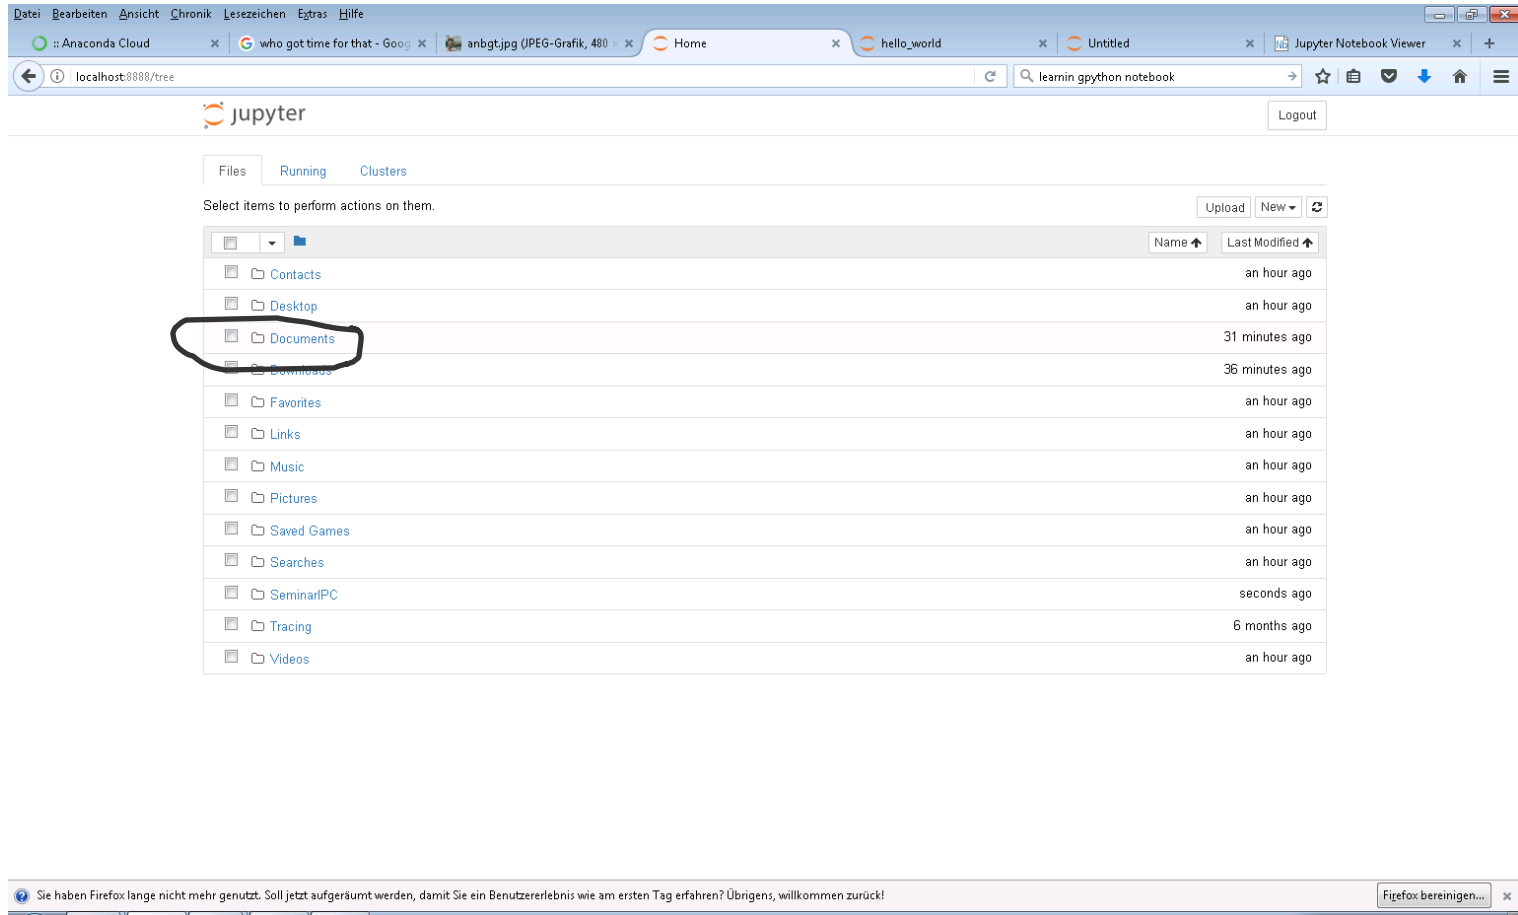 Datei Bearbeiten Ansicht Chronik Lesezeichen Extras Hilfe
:: Anaconda Cloud × who got time for that - Goog × anbgt.jpg (JPEG-Grafik, 480 × × Home × hello_world × Untitled × Jupyter Notebook Viewer × +
localhost:8888/tree learnin gpython notebook
jupyter Logout
Files Running Clusters
Select items to perform actions on them. Upload New
Name Last Modified
Contacts an hour ago
Desktop an hour ago
Documents 31 minutes ago
Downloads 36 minutes ago
Favorites an hour ago
Links an hour ago
Music an hour ago
Pictures an hour ago
Saved Games an hour ago
Searches an hour ago
SeminarIPC seconds ago
Tracing 6 months ago
Videos an hour ago
Sie haben Firefox lange nicht mehr genutzt. Soll jetzt aufgeräumt werden, damit Sie ein Benutzererlebnis wie am ersten Tag erfahren? Übrigens, willkommen zurück! Firefox bereinigen... ×